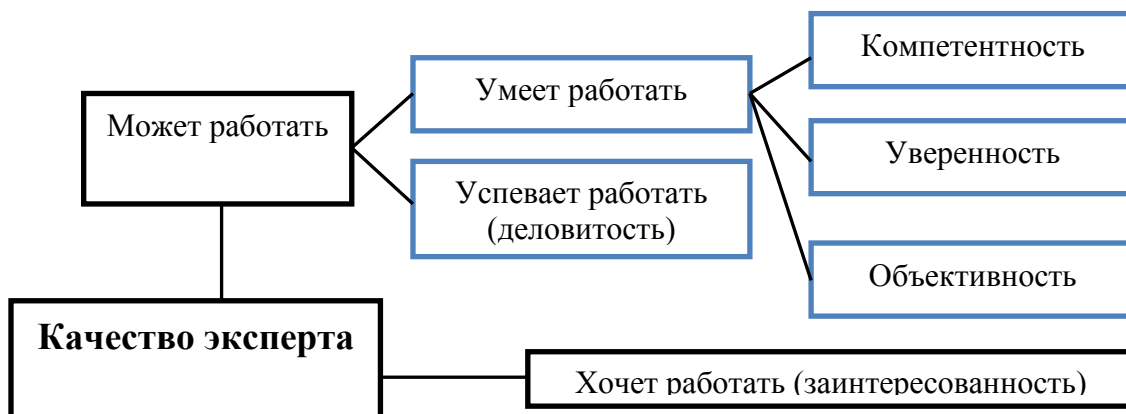 Компетентность
Умеет работать
Может работать
Уверенность
Успевает работать
(деловитость)
Объективность
Качество эксперта
Хочет работать (заинтересованность)